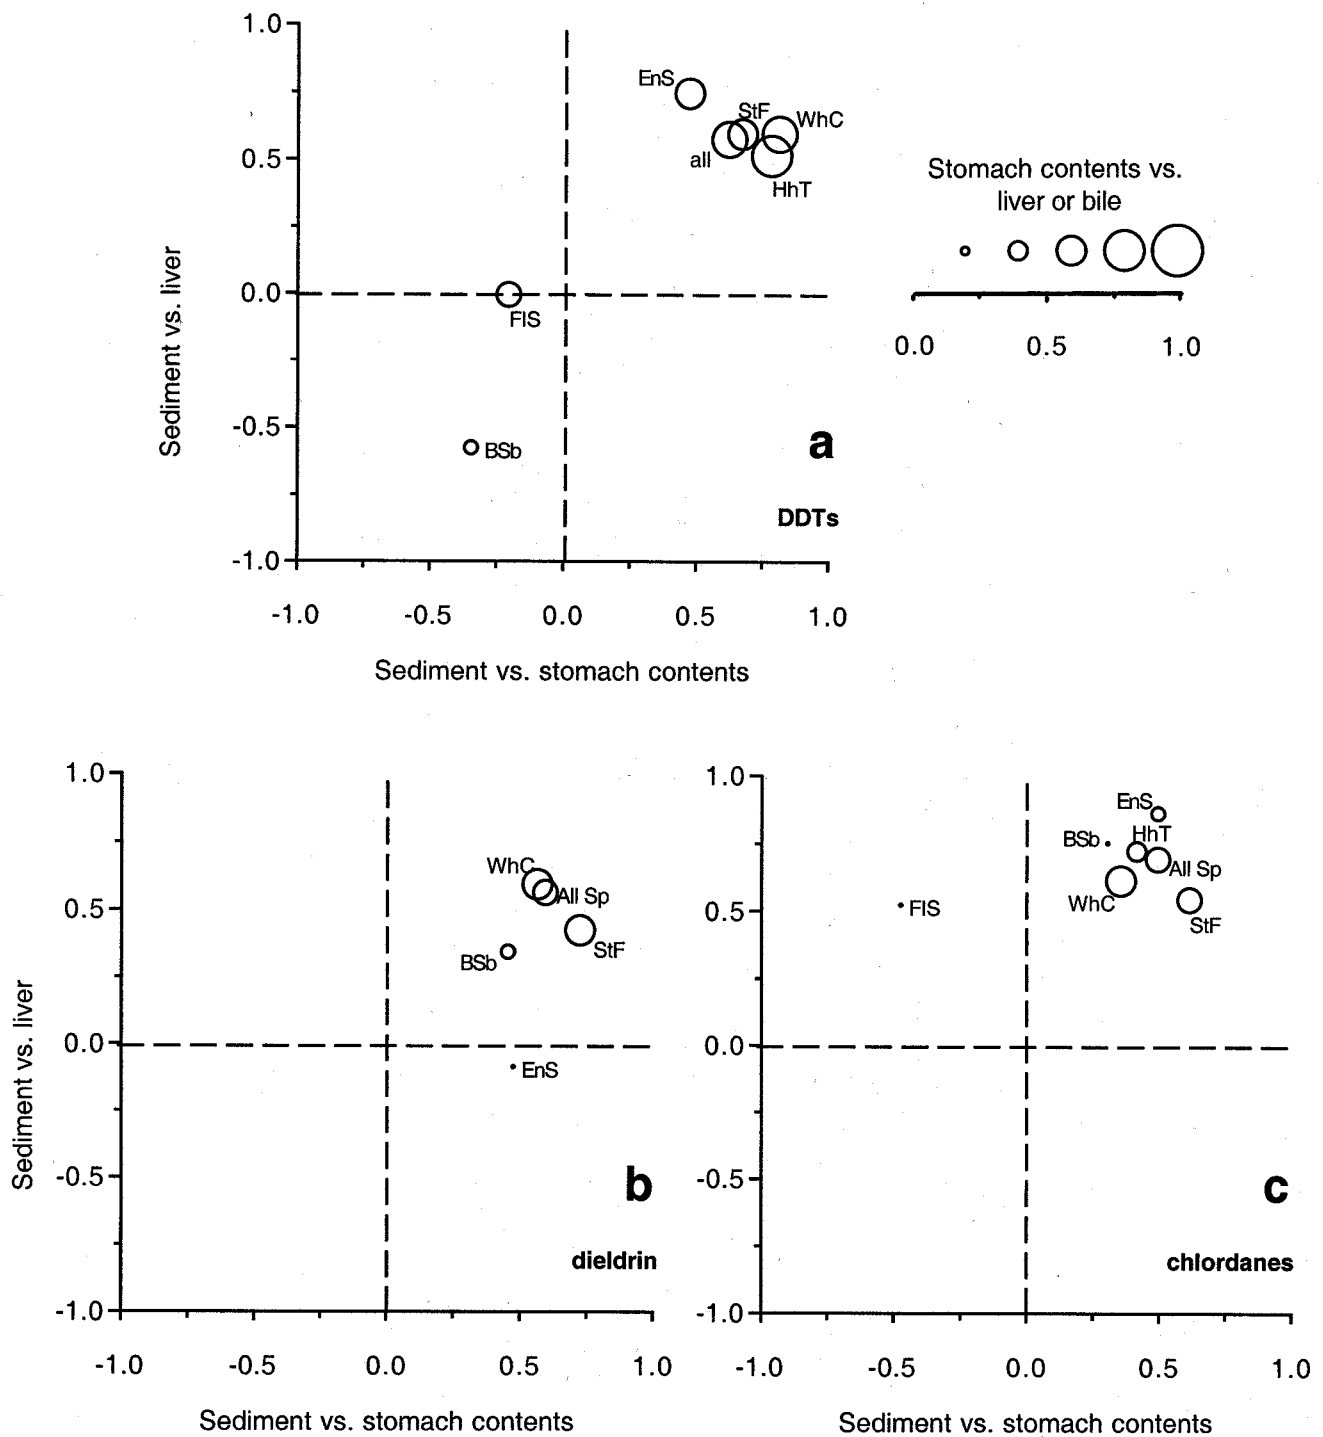 1.0
0.5
0.0
-0.5
-1.0
Sediment vs. liver
EnS
StF
WhC
all
HhT
FlS
BSb
a
DDTs
-1.0 -0.5 0.0 0.5 1.0
Sediment vs. stomach contents
Stomach contents vs.
liver or bile
0.0 0.5 1.0
1.0
0.5
0.0
-0.5
-1.0
Sediment vs. liver
WhC
All Sp
StF
BSb
EnS
b
dieldrin
-1.0 -0.5 0.0 0.5 1.0
Sediment vs. stomach contents
1.0
0.5
0.0
-0.5
-1.0
EnS
BSb
HhT
All Sp
WhC
StF
FlS
c
chlordanes
-1.0 -0.5 0.0 0.5 1.0
Sediment vs. stomach contents